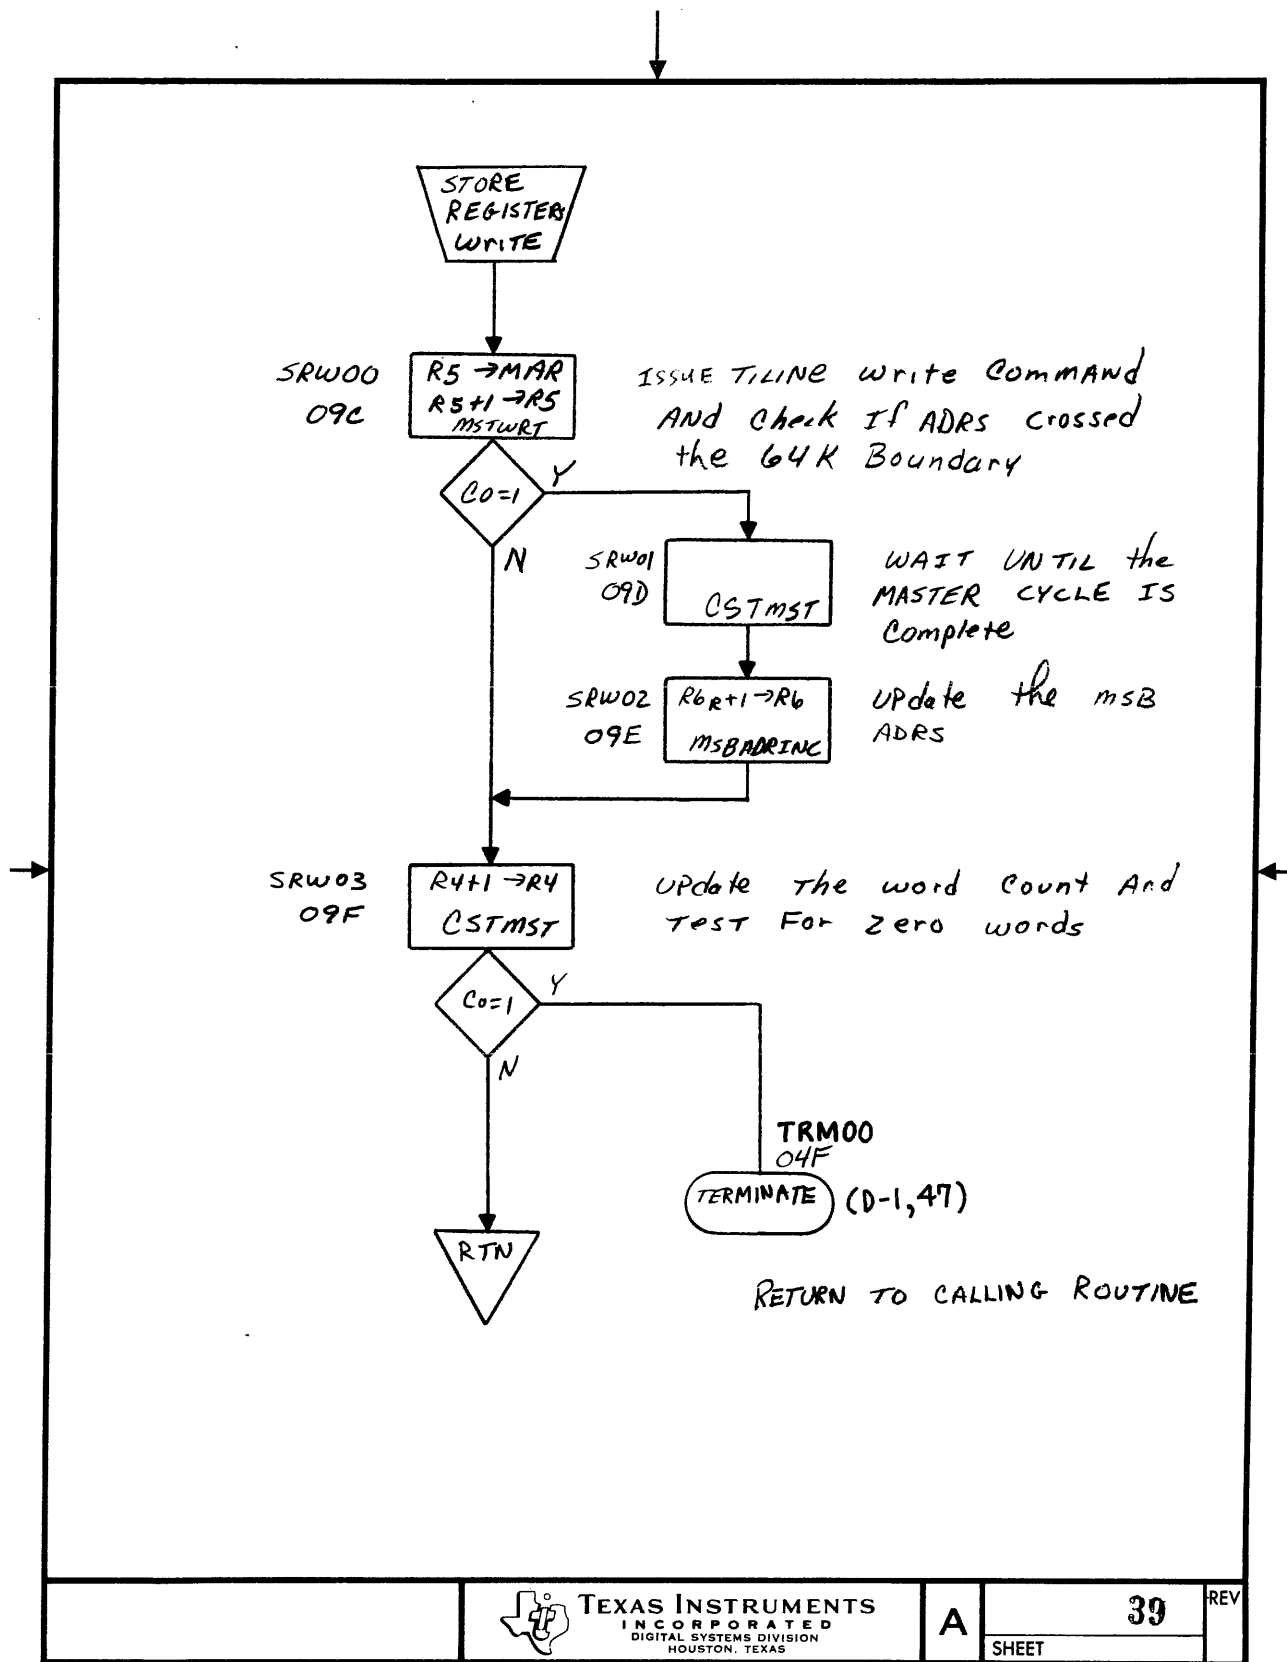 STORE
REGISTERS
WRITE
SRW00
09C
R5 →MAR
R5+1 →R5
MSTWRT
ISSUE TILINE write CommAND
AND Check If ADRS crossed
the 64K Boundary
CO=1
Y
N
SRW01
09D
CSTMST
WAIT UNTIL the
MASTER CYCLE IS
Complete
SRW02
09E
R6R+1 →R6
MSBADRINC
UPdate the mSB
ADRS
SRW03
09F
R4+1 →R4
CSTMST
UPdate The word Count And
TesT For Zero words
Co=1
Y
N
TRM00
04F
TERMINATE
(D-1,47)
RTN
RETURN TO CALLING ROUTINE
TEXAS INSTRUMENTS
INCORPORATED
DIGITAL SYSTEMS DIVISION
HOUSTON, TEXAS
A
39
SHEET
REV